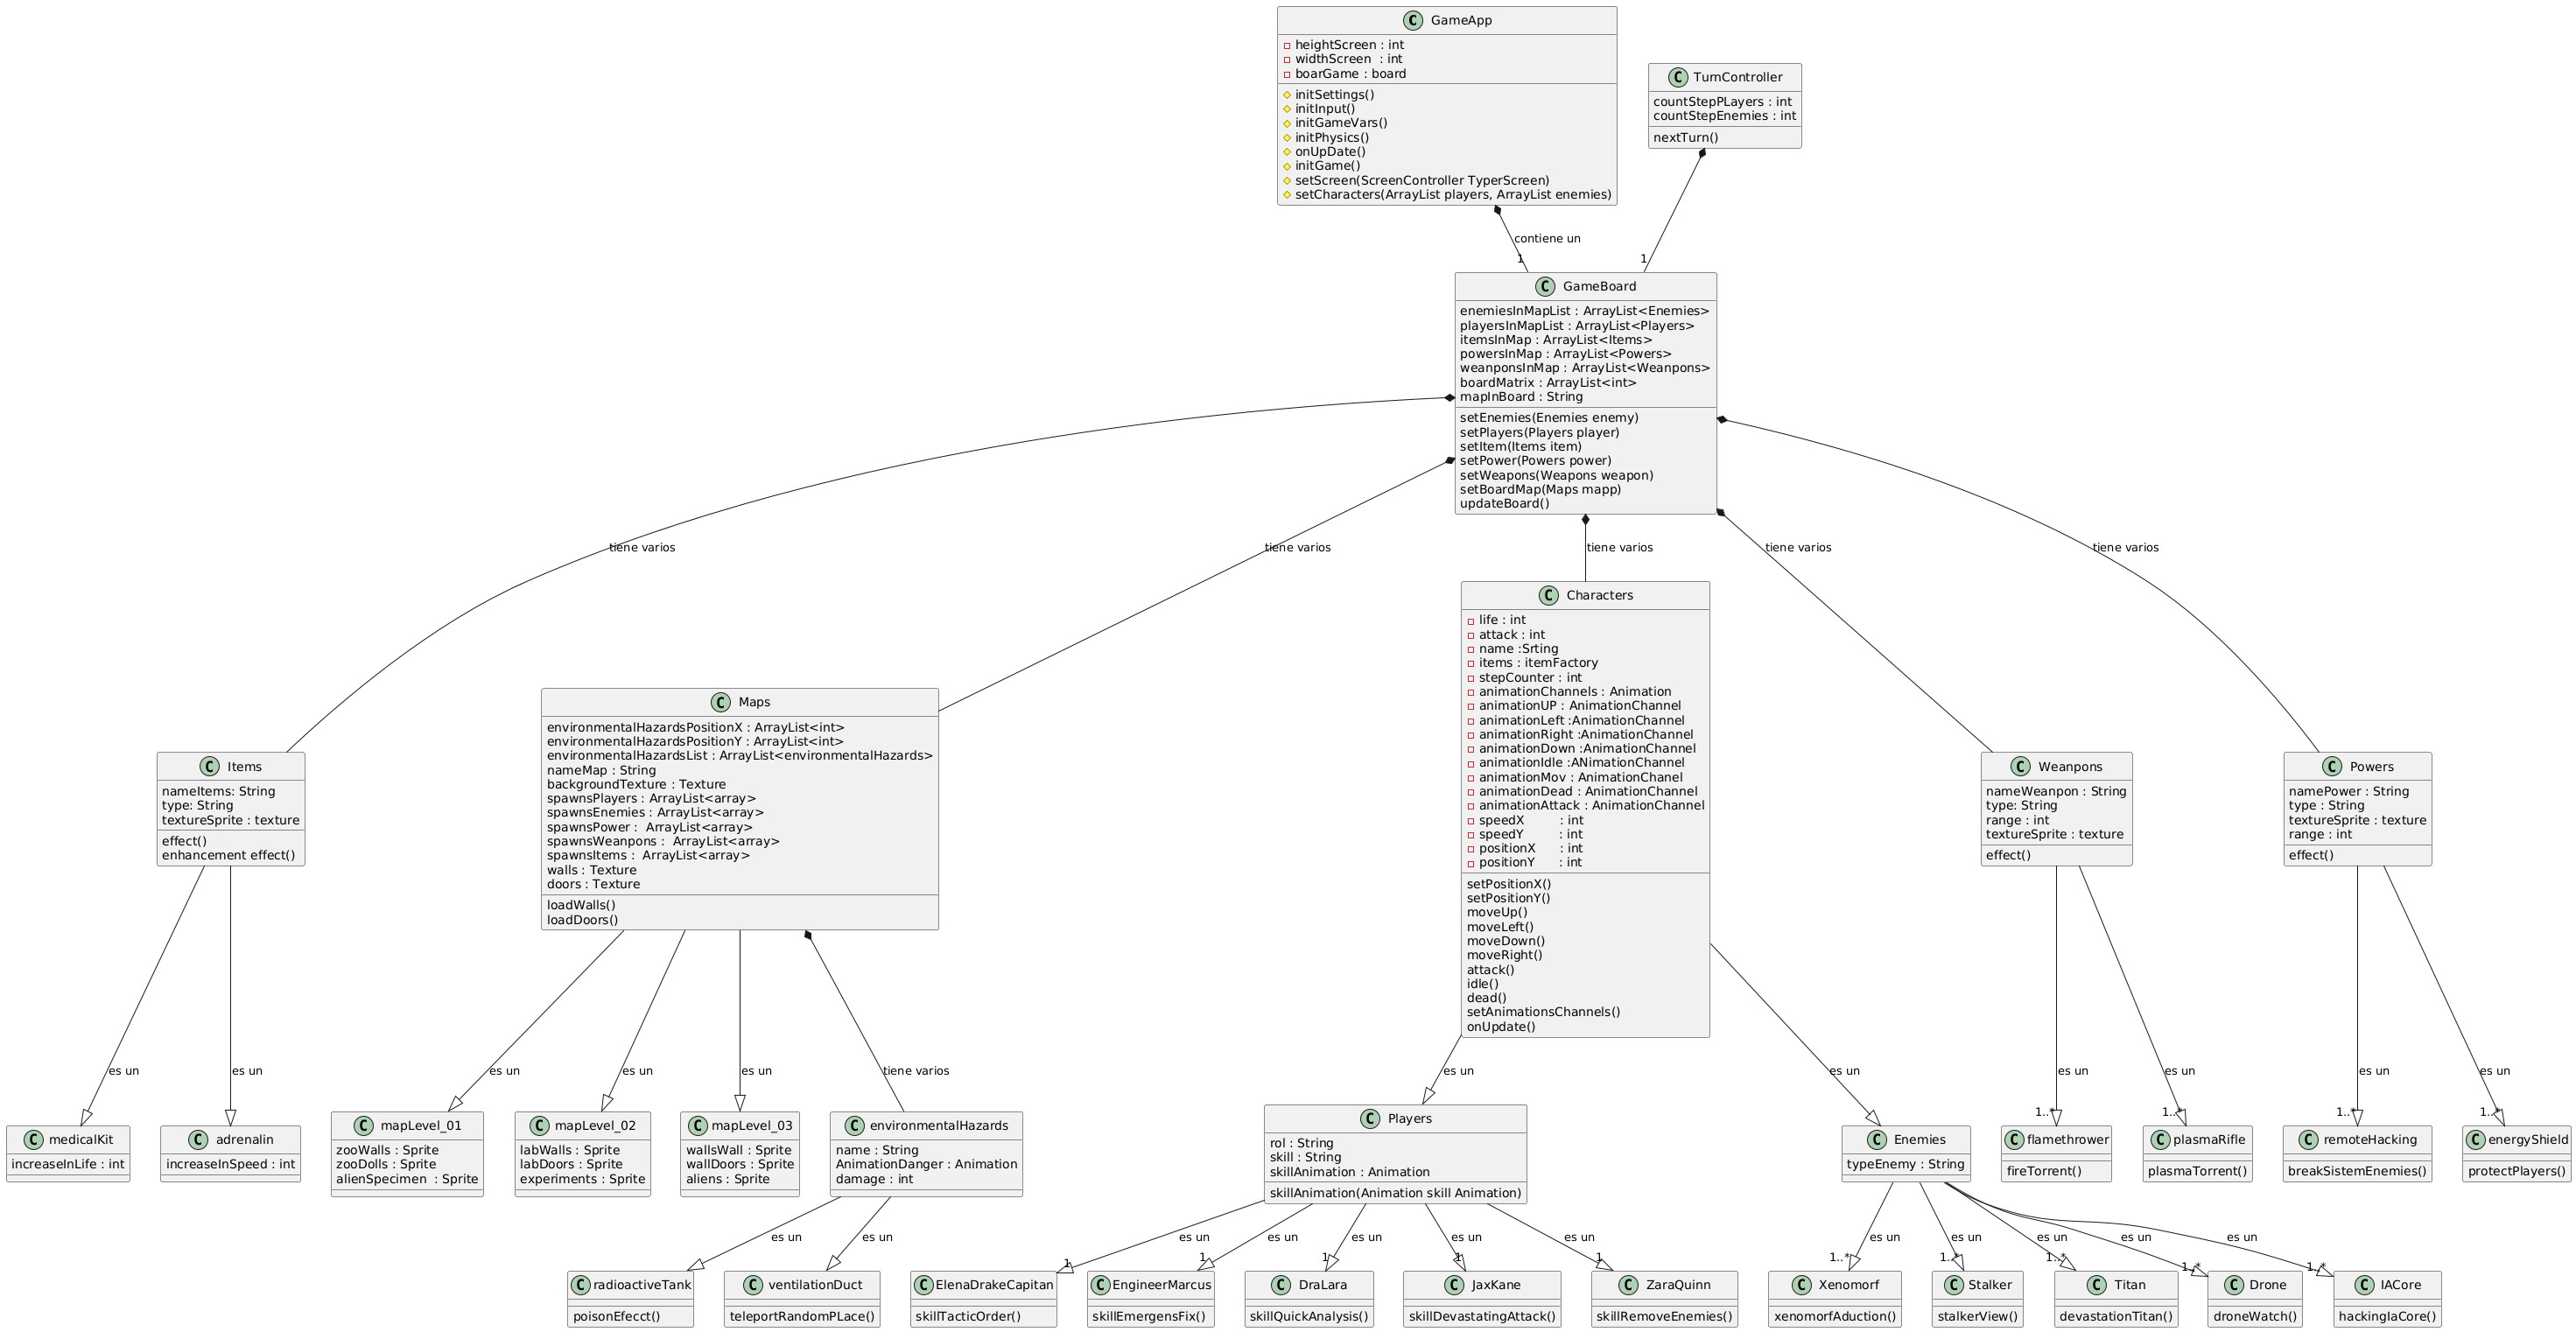 GameApp
heightScreen : int
widthScreen  : int
boarGame : board
initSettings()
initInput()
initGameVars()
initPhysics()
onUpDate()
initGame()
setScreen(ScreenController TyperScreen)
setCharacters(ArrayList players, ArrayList enemies)
TurnController
countStepPLayers : int
countStepEnemies : int
nextTurn()
contiene un
1
1
GameBoard
enemiesInMapList : ArrayList<Enemies>
playersInMapList : ArrayList<Players>
itemsInMap : ArrayList<Items>
powersInMap : ArrayList<Powers>
weanponsInMap : ArrayList<Weanpons>
boardMatrix : ArrayList<int>
mapInBoard : String
setEnemies(Enemies enemy)
setPlayers(Players player)
setItem(Items item)
setPower(Powers power)
setWeapons(Weapons weapon)
setBoardMap(Maps mapp)
updateBoard()
tiene varios
tiene varios
tiene varios
tiene varios
tiene varios
Items
nameItems: String
type: String
textureSprite : texture
effect()
enhancement effect()
Maps
environmentalHazardsPositionX : ArrayList<int>
environmentalHazardsPositionY : ArrayList<int>
environmentalHazardsList : ArrayList<environmentalHazards>
nameMap : String
backgroundTexture : Texture
spawnsPlayers : ArrayList<array>
spawnsEnemies : ArrayList<array>
spawnsPower :  ArrayList<array>
spawnsWeanpons :  ArrayList<array>
spawnsItems :  ArrayList<array>
walls : Texture
doors : Texture
loadWalls()
loadDoors()
Characters
life : int
attack : int
name :Srting
items : itemFactory
stepCounter : int
animationChannels : Animation
animationUP : AnimationChannel
animationLeft :AnimationChannel
animationRight :AnimationChannel
animationDown :AnimationChannel
animationIdle :ANimationChannel
animationMov : AnimationChanel
animationDead : AnimationChannel
animationAttack : AnimationChannel
speedX         : int
speedY         : int
positionX      : int
positionY      : int
setPositionX()
setPositionY()
moveUp()
moveLeft()
moveDown()
moveRight()
attack()
idle()
dead()
setAnimationsChannels()
onUpdate()
Weanpons
nameWeanpon : String
type: String
range : int
textureSprite : texture
effect()
Powers
namePower : String
type : String
textureSprite : texture
range : int
effect()
es un
es un
es un
es un
es un
tiene varios
es un
es un
es un
es un
es un
es un
1..*
1..*
1..*
1..*
medicalKit
increaseInLife : int
adrenalin
increaseInSpeed : int
mapLevel_01
zooWalls : Sprite
zooDolls : Sprite
alienSpecimen  : Sprite
mapLevel_02
labWalls : Sprite
labDoors : Sprite
experiments : Sprite
mapLevel_03
wallsWall : Sprite
wallDoors : Sprite
aliens : Sprite
environmentalHazards
name : String
AnimationDanger : Animation
damage : int
Players
rol : String
skill : String
skillAnimation : Animation
skillAnimation(Animation skill Animation)
Enemies
typeEnemy : String
flamethrower
fireTorrent()
plasmaRifle
plasmaTorrent()
remoteHacking
breakSistemEnemies()
energyShield
protectPlayers()
es un
es un
es un
es un
es un
es un
es un
es un
es un
es un
es un
es un
1
1
1
1
1
1..*
1..*
1..*
1..*
1..*
radioactiveTank
poisonEfecct()
ventilationDuct
teleportRandomPLace()
ElenaDrakeCapitan
skillTacticOrder()
EngineerMarcus
skillEmergensFix()
DraLara
skillQuickAnalysis()
JaxKane
skillDevastatingAttack()
ZaraQuinn
skillRemoveEnemies()
Xenomorf
xenomorfAduction()
Stalker
stalkerView()
Titan
devastationTitan()
Drone
droneWatch()
IACore
hackingIaCore()